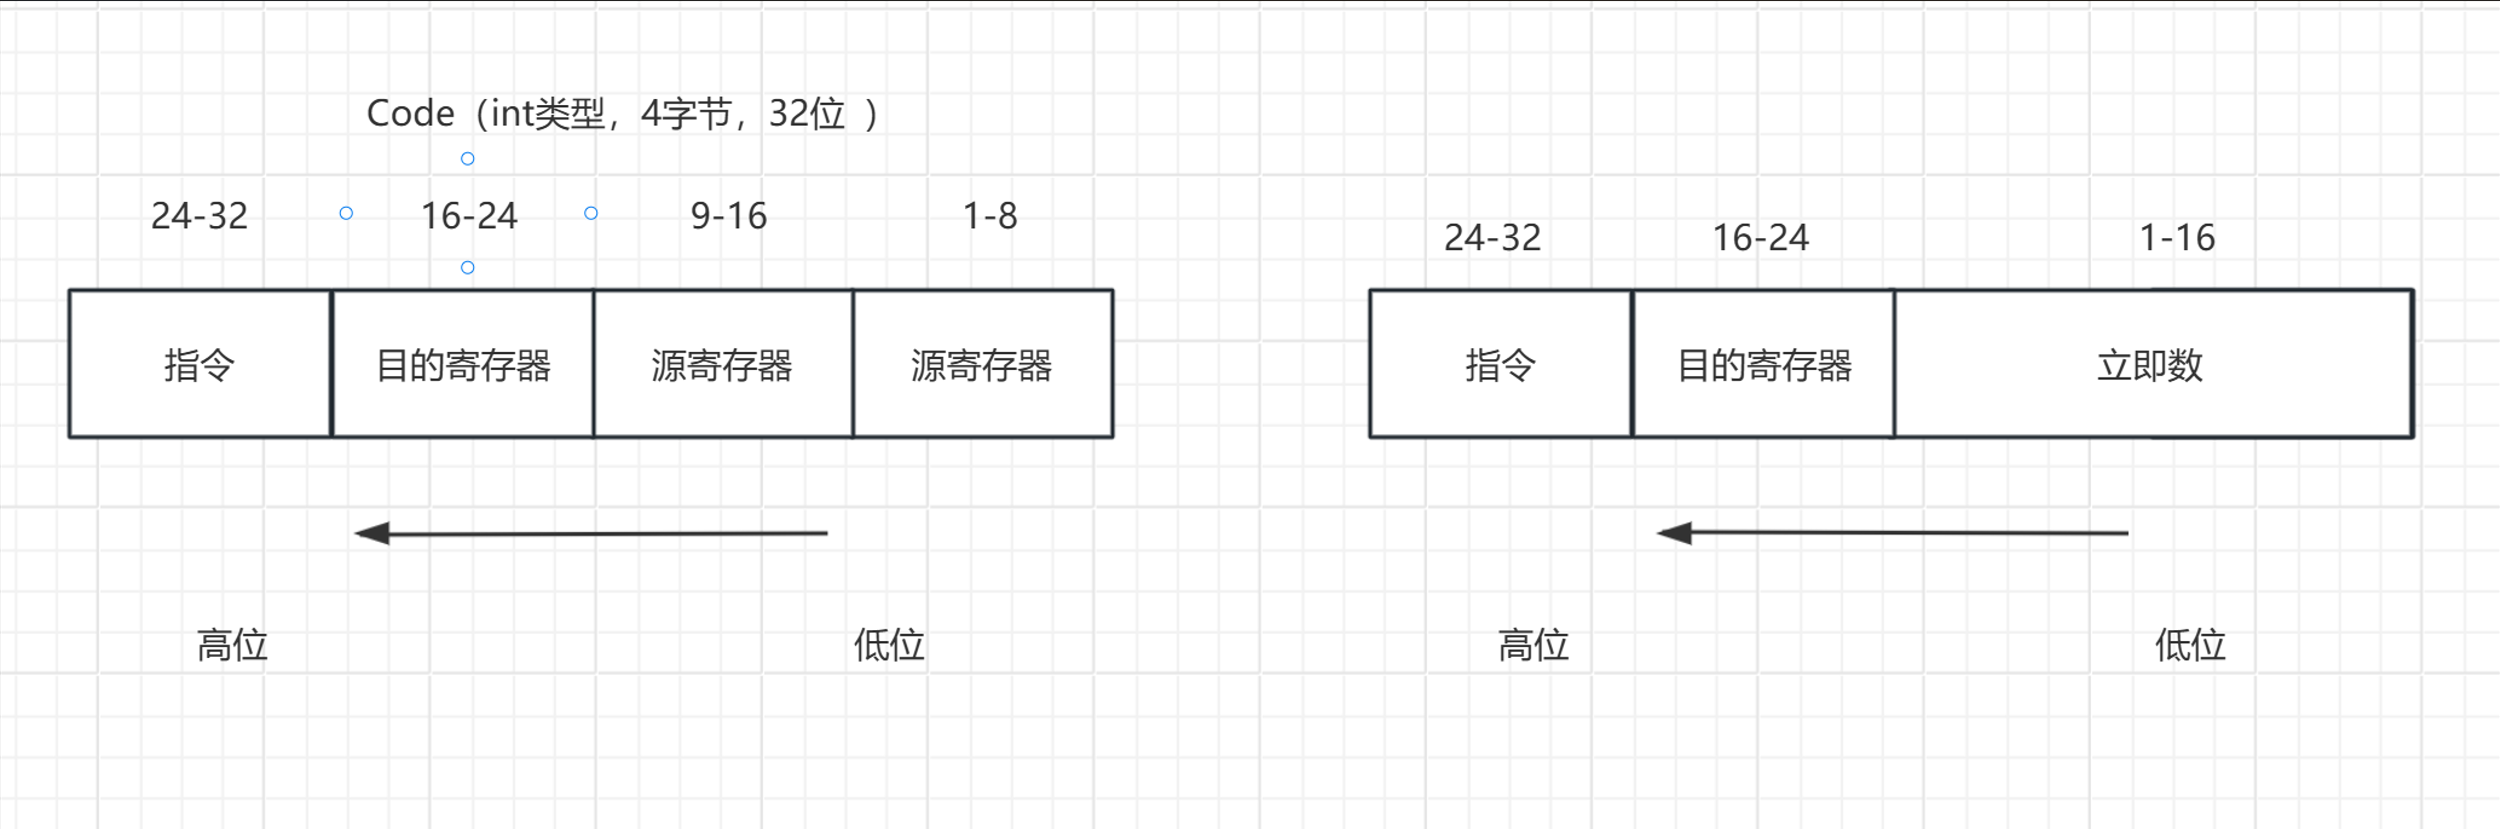 Code（int类型，4字节，32位 ）
24-32 16-24 9-16 1-8
指令 目的寄存器 源寄存器 源寄存器
高位 低位
24-32 16-24 1-16
指令 目的寄存器 立即数
高位 低位